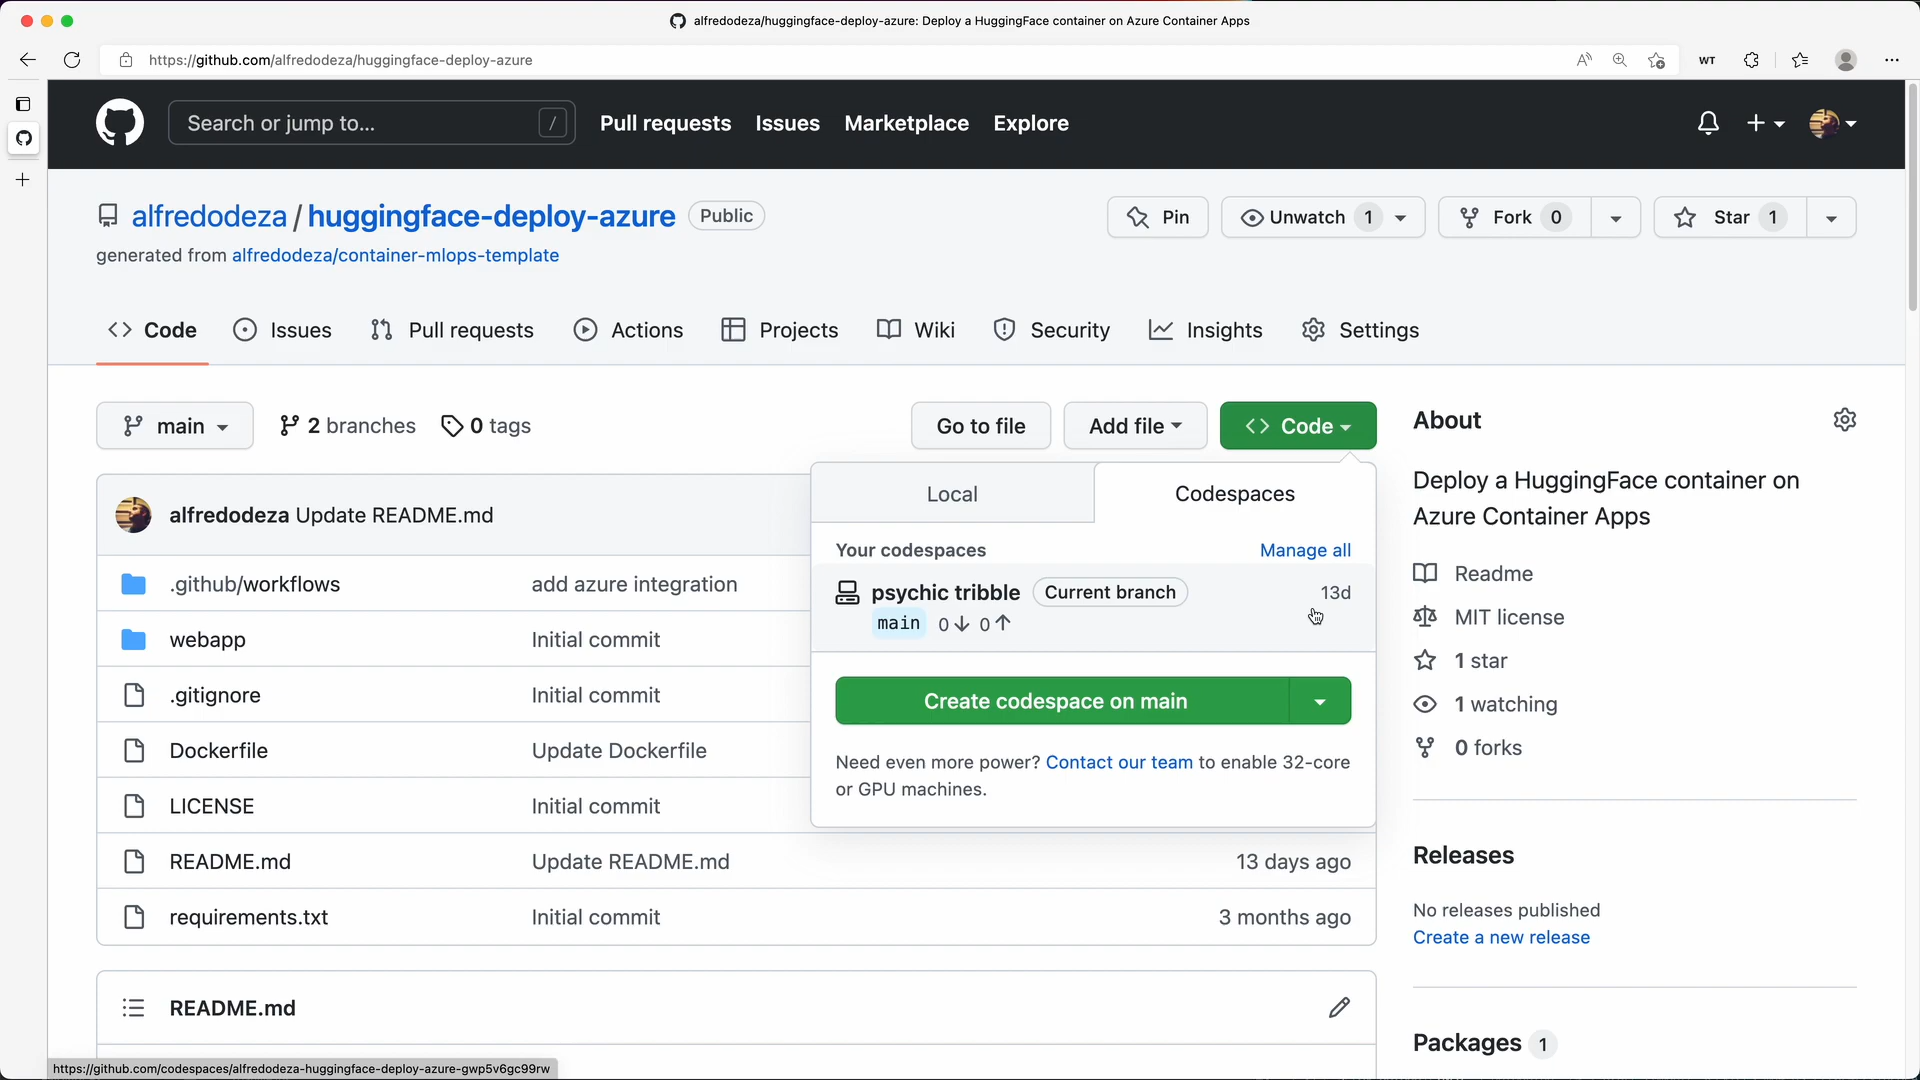 alfredodeza/huggingface-deploy-azure: Deploy a HuggingFace container on Azure Container Apps
https://github.com/alfredodeza/huggingface-deploy-azure
WT
Search or jump to...
/
Pull requests
Issues
Marketplace
Explore
alfredodeza / huggingface-deploy-azure
Public
Pin
Unwatch 1
Fork 0
Star 1
generated from alfredodeza/container-mlops-template
Code
Issues
Pull requests
Actions
Projects
Wiki
Security
Insights
Settings
main
2 branches
0 tags
Go to file
Add file
Code
alfredodeza Update README.md
.github/workflows
add azure integration
webapp
Initial commit
.gitignore
Initial commit
Dockerfile
Update Dockerfile
LICENSE
Initial commit
README.md
Update README.md
13 days ago
requirements.txt
Initial commit
3 months ago
Local
Codespaces
Your codespaces
Manage all
psychic tribble
Current branch
13d
main 0 ↓ 0 ↑
Create codespace on main
Need even more power? Contact our team to enable 32-core
or GPU machines.
README.md
About
Deploy a HuggingFace container on
Azure Container Apps
Readme
MIT license
1 star
1 watching
0 forks
Releases
No releases published
Create a new release
Packages 1
https://github.com/codespaces/alfredodeza-huggingface-deploy-azure-gwp5v6gc99rw